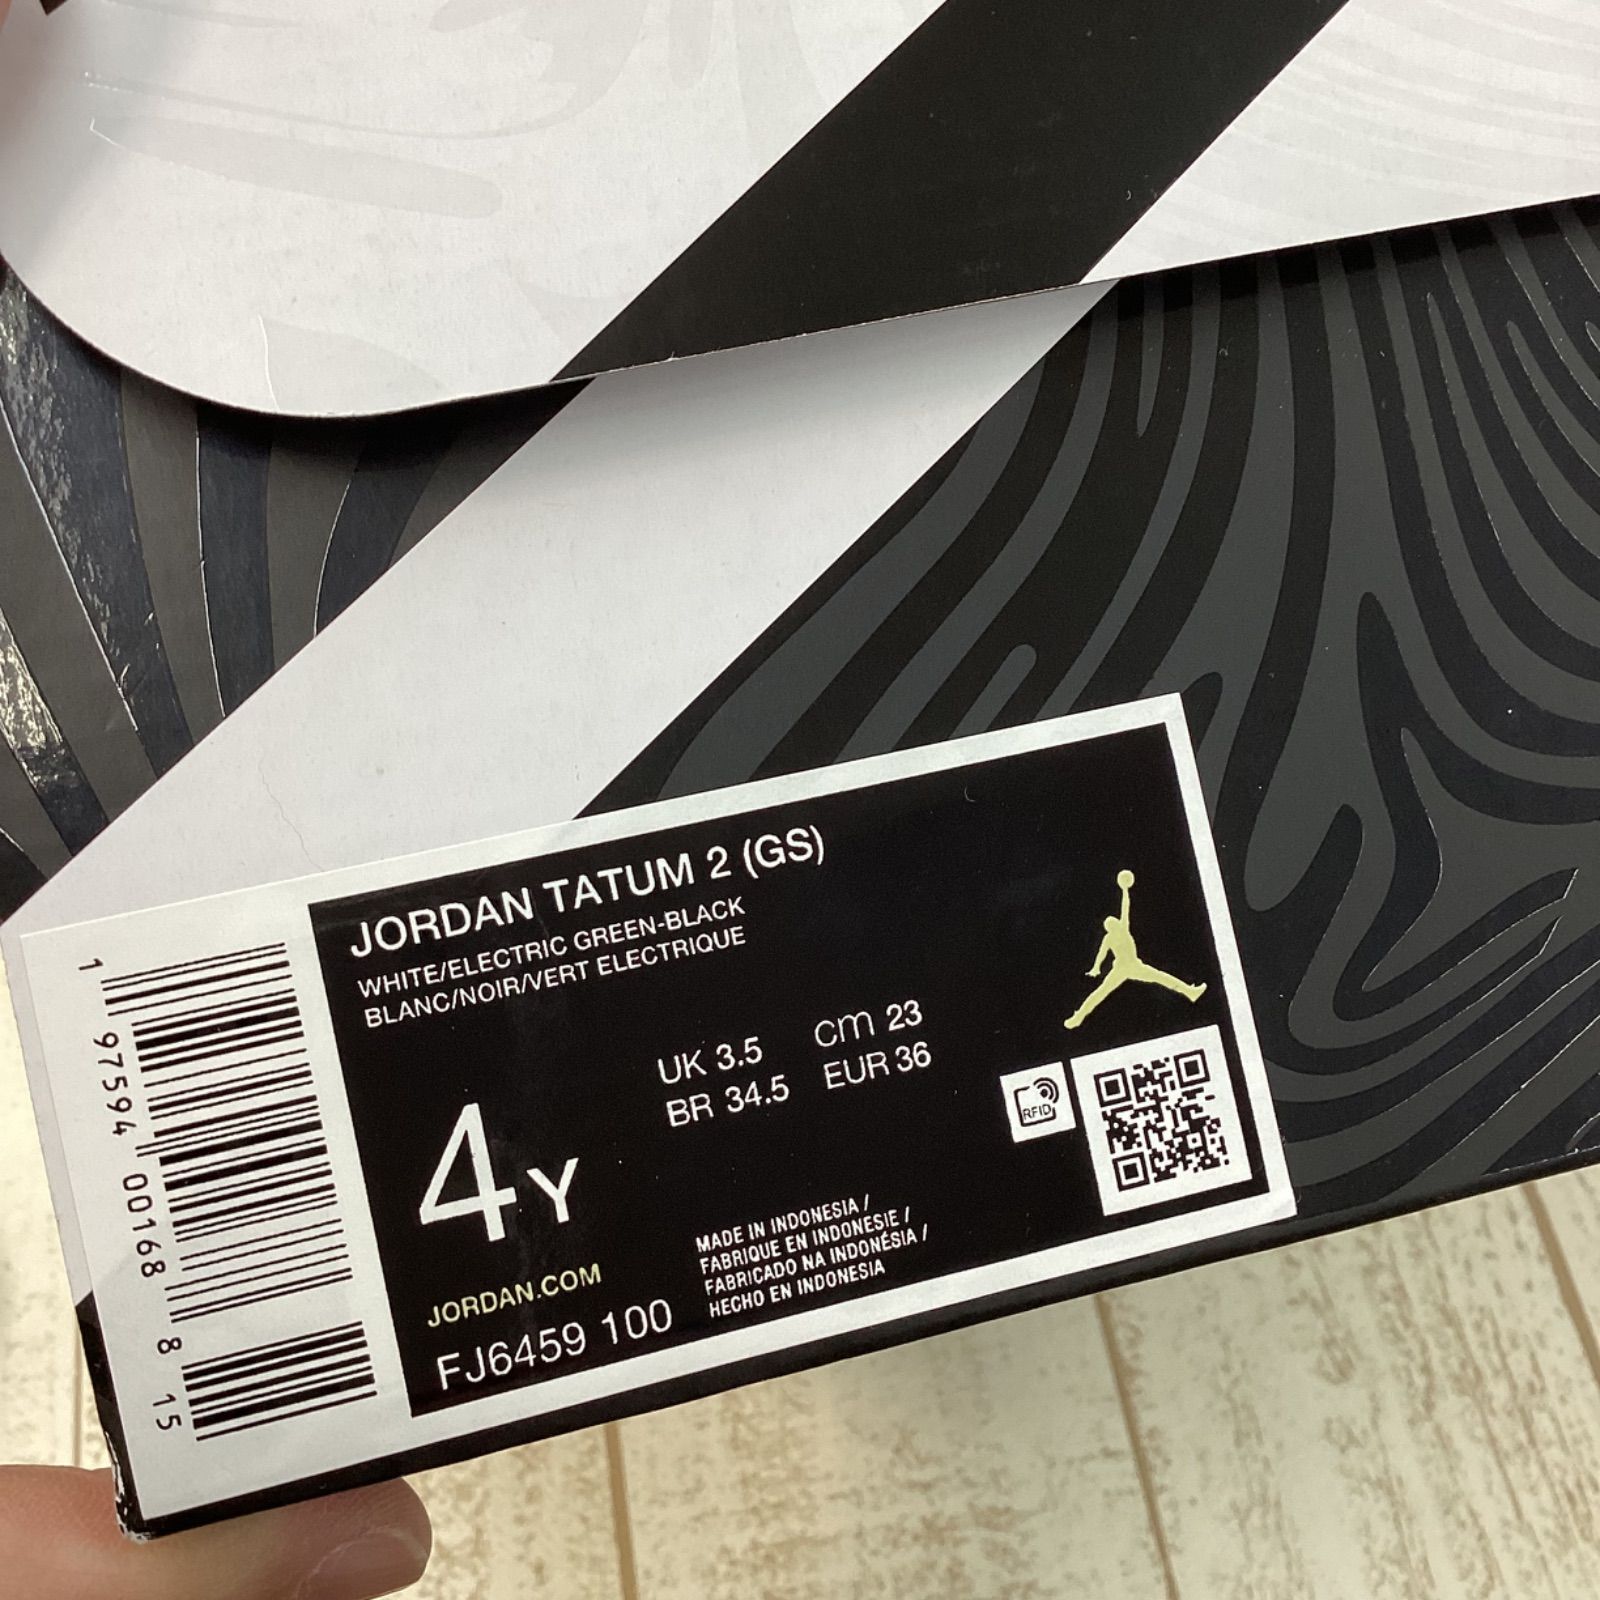 JORDAN TATUM 2 (GS)
WHITE/ELECTRIC GREEN-BLACK
BLANC/NOIR/VERT ELECTRIQUE
UK 3.5 cm 23
BR 34.5 EUR 36
4Y
RFID
JORDAN.COM
FJ6459 100
MADE IN INDONESIA /
FABRIQUE EN INDONESIE /
FABRICADO NA INDONÉSIA /
HECHO EN INDONESIA
1 97594 00168 8 15